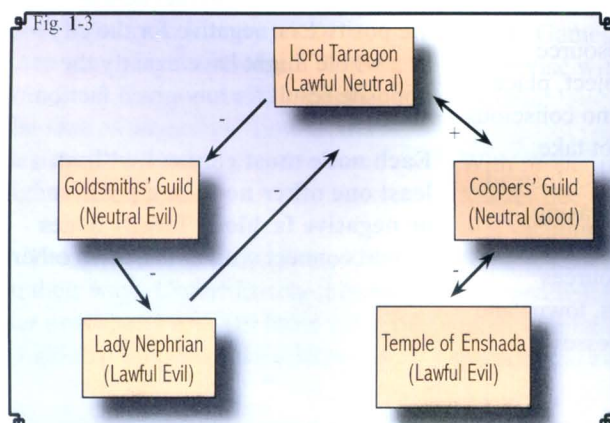 Fig. 1-3
Lord Tarragon
(Lawful Neutral)
-
+
Goldsmiths' Guild
(Neutral Evil)
-
Coopers' Guild
(Neutral Good)
-
-
Lady Nephrian
(Lawful Evil)
Temple of Enshada
(Lawful Evil)